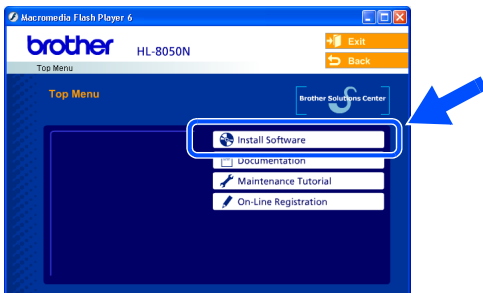 Macromedia Flash Player 6
brother
HL-8050N
Exit
Back
Top Menu
Top Menu
Brother Solutions Center
Install Software
Documentation
Maintenance Tutorial
On-Line Registration